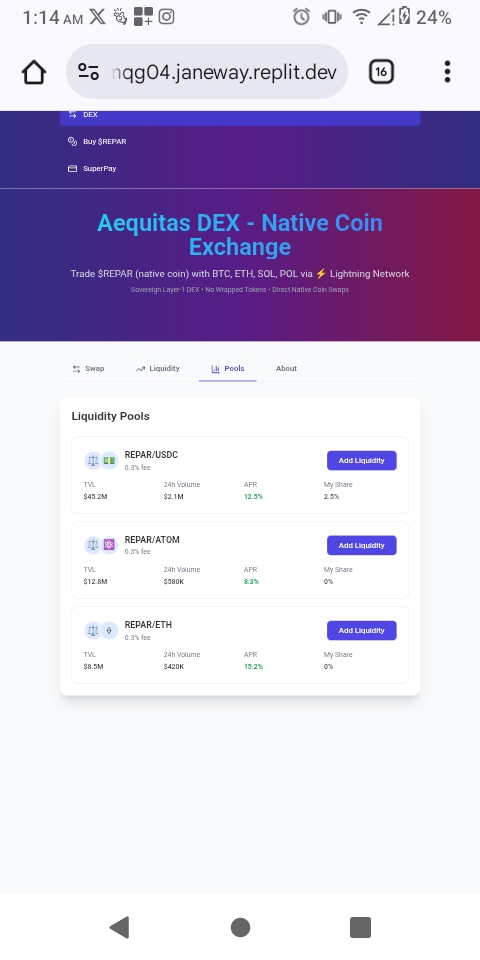 1:14 AM
24%
nqg04.janeway.replit.dev
16
DEX
Buy $REPAR
SuperPay
Aequitas DEX - Native Coin
Exchange
Trade $REPAR (native coin) with BTC, ETH, SOL, POL via ⚡ Lightning Network
Sovereign Layer-1 DEX • No Wrapped Tokens • Direct Native Coin Swaps
Swap Liquidity Pools About
Liquidity Pools
REPAR/USDC
0.3% fee
Add Liquidity
TVL 24h Volume APR My Share
$45.2M $2.1M 12.5% 2.5%
REPAR/ATOM
0.3% fee
Add Liquidity
TVL 24h Volume APR My Share
$12.8M $580K 8.3% 0%
REPAR/ETH
0.3% fee
Add Liquidity
TVL 24h Volume APR My Share
$8.5M $420K 15.2% 0%